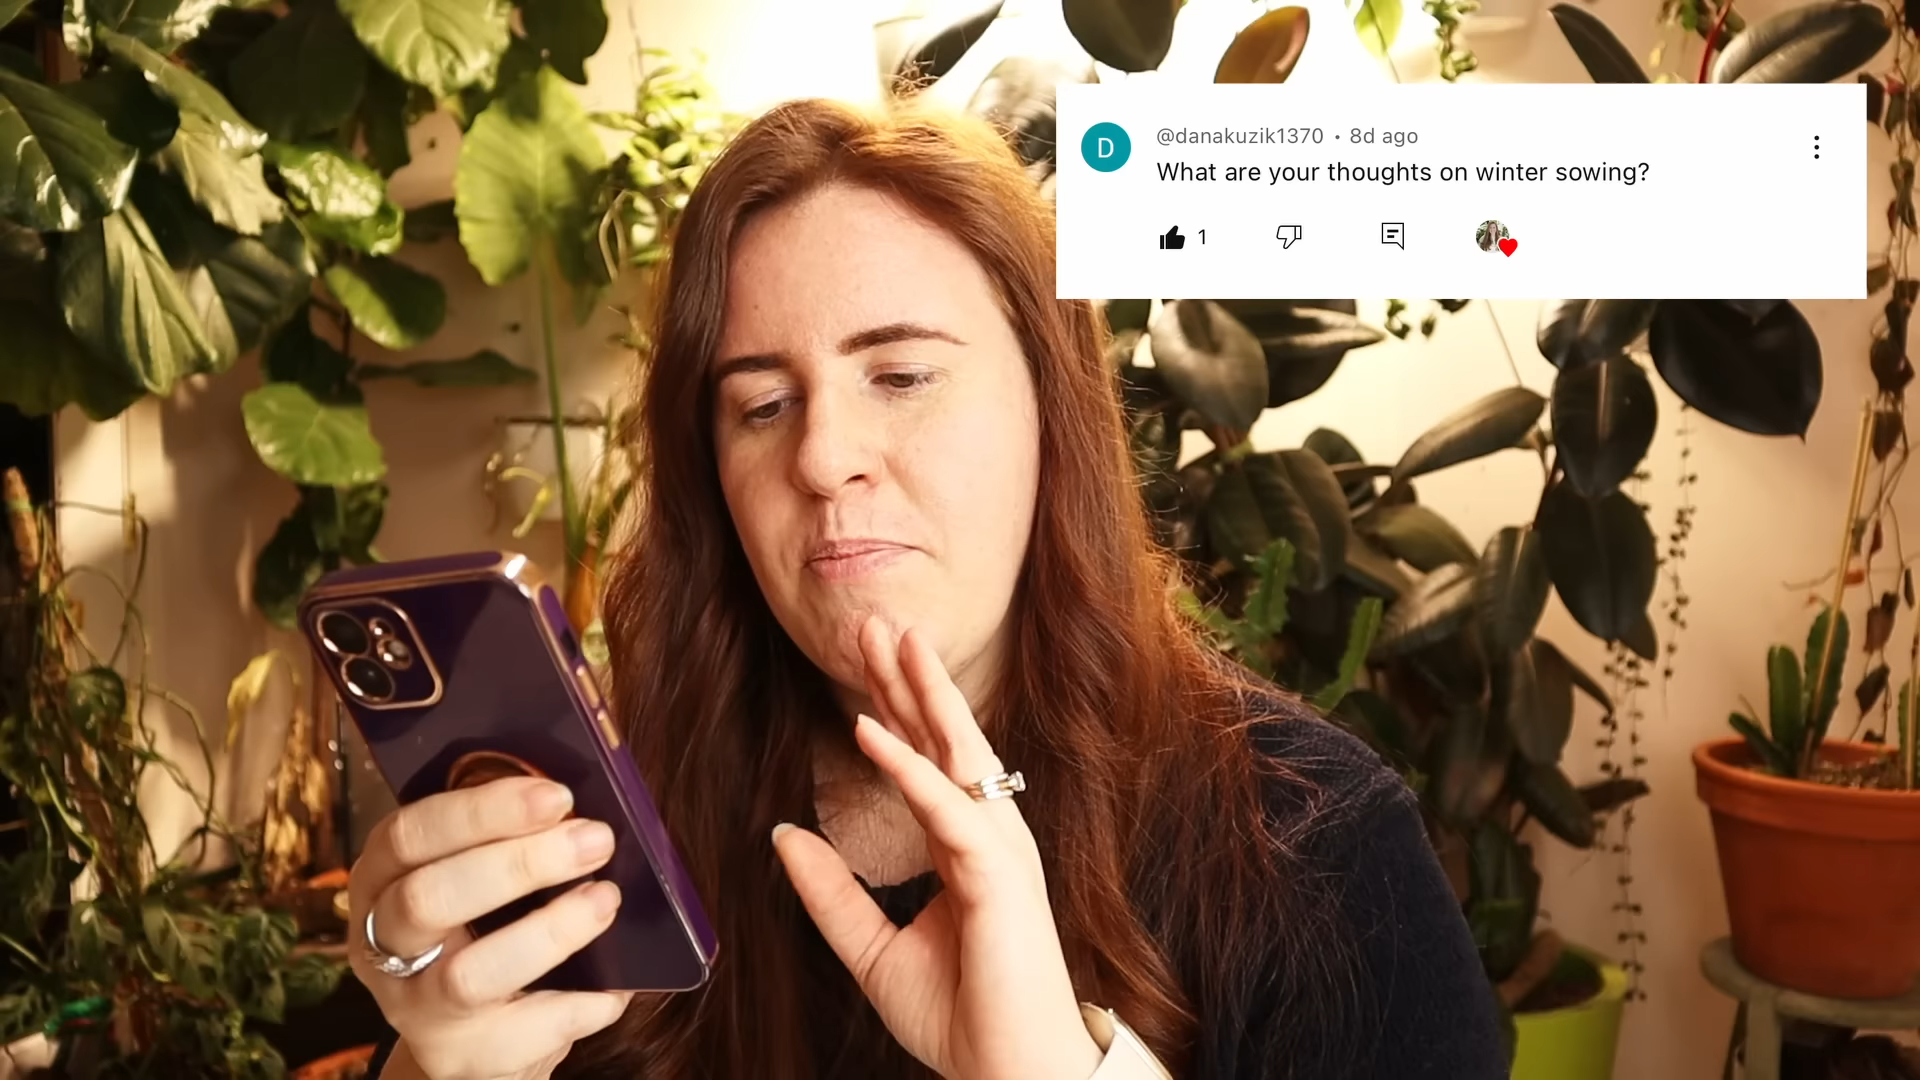 @danakuzik1370 • 8d ago
What are your thoughts on winter sowing?
D
1